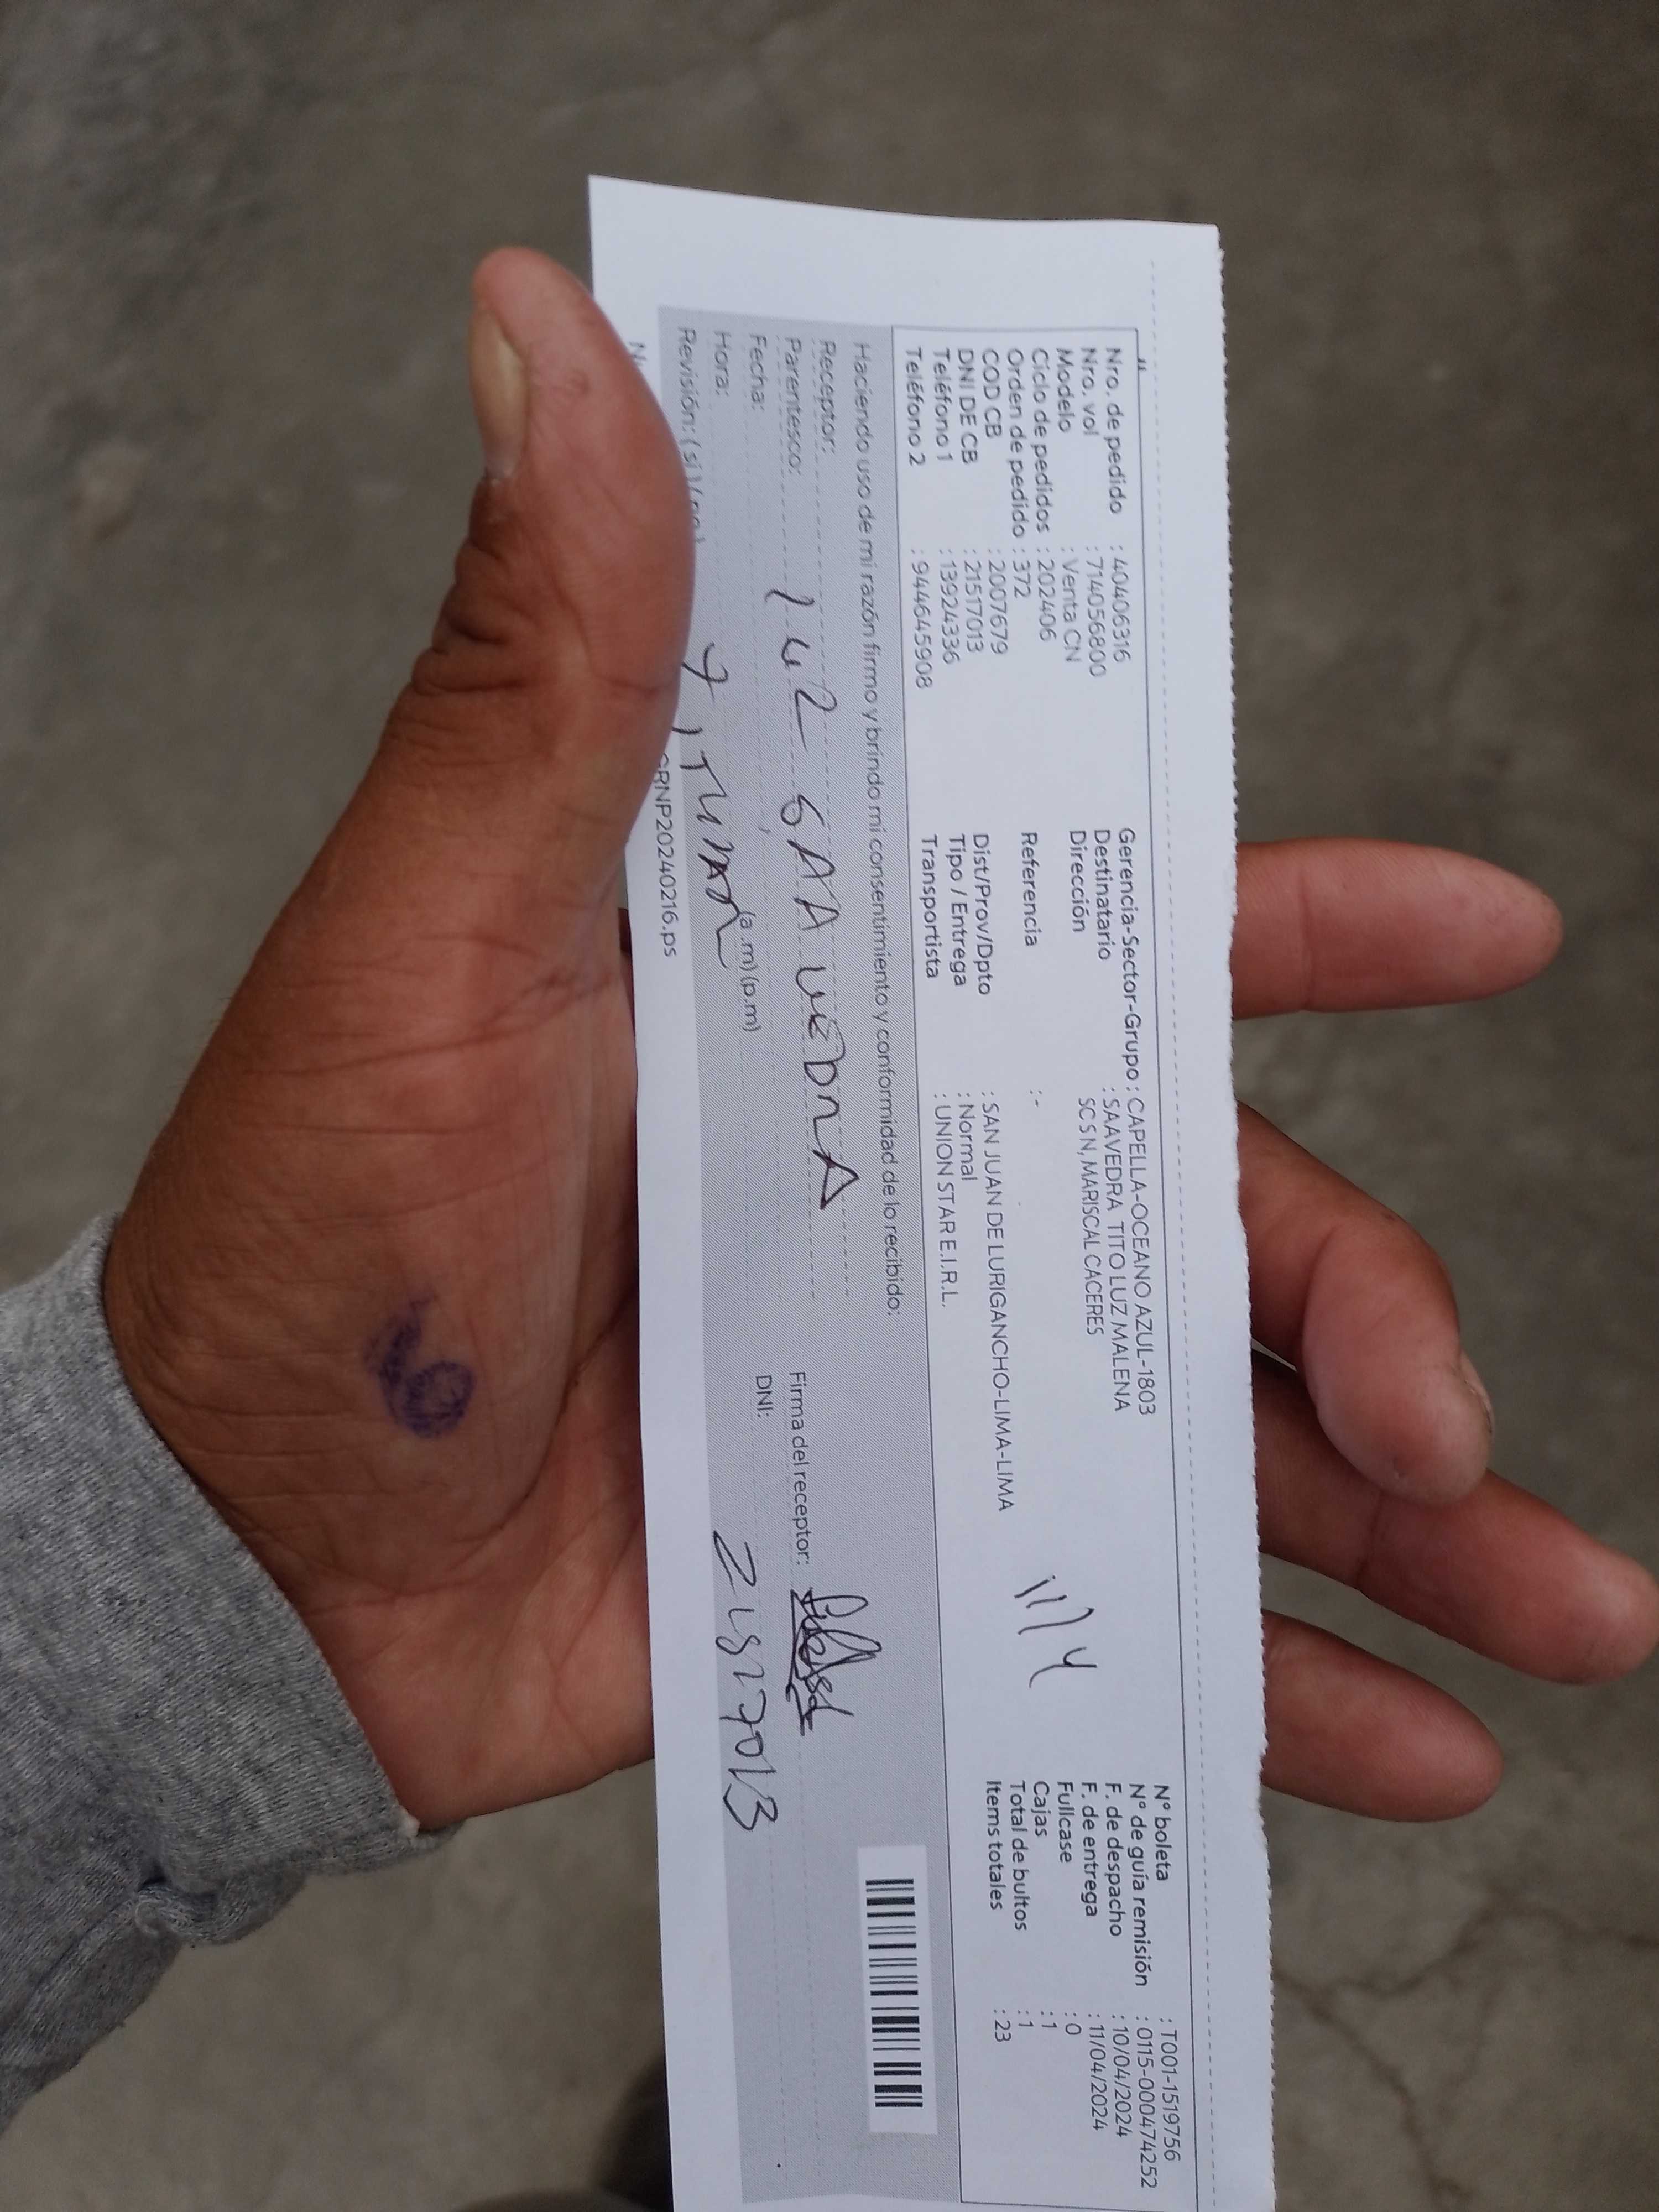 Nro. de pedido : 40406316
Nro. vol : 714056800
Modelo : Venta CN
Ciclo de pedidos : 202406
Orden de pedido : 372
COD CB : 2007679
DNI DE CB : 21517013
Teléfono 1 : 13924336
Teléfono 2 : 944645908
Gerencia-Sector-Grupo : CAPELLA-OCEANO AZUL-1803
Destinatario : SAAVEDRA TITO LUZ MALENA
Dirección SC S N, MARISCAL CACERES
Referencia : -
Dist/Prov/Dpto : SAN JUAN DE LURIGANCHO-LIMA-LIMA
Tipo / Entrega : Normal
Transportista : UNION STAR E.I.R.L.
11/4
N° boleta : T001-1519756
N° de guía remisión : 0115-000474252
F. de despacho : 10/04/2024
F. de entrega : 11/04/2024
Fullcase : 0
Cajas : 1
Total de bultos : 1
Items totales : 23
Haciendo uso de mi razón firmo y brindo mi consentimiento y conformidad de lo recibido:
Receptor:
Parentesco:
SAAVEDRA
Fecha:
Hora: (a.m) (p.m)
Revisión: (si) (no)
Firma del receptor:
DNI: 21517013
GRNP20240216.ps